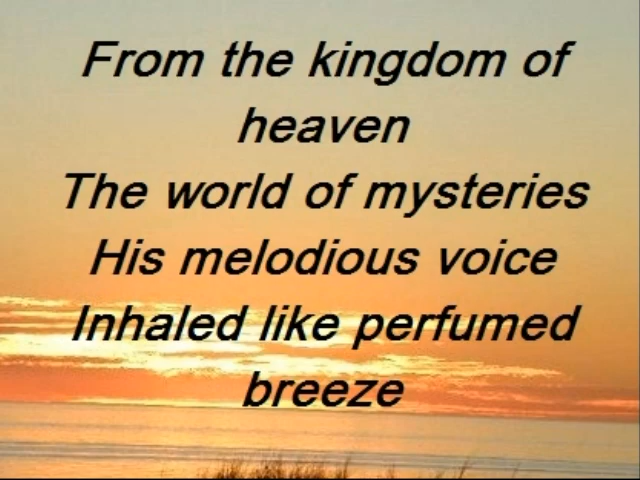 From the kingdom of
heaven
The world of mysteries
His melodious voice
Inhaled like perfumed
breeze